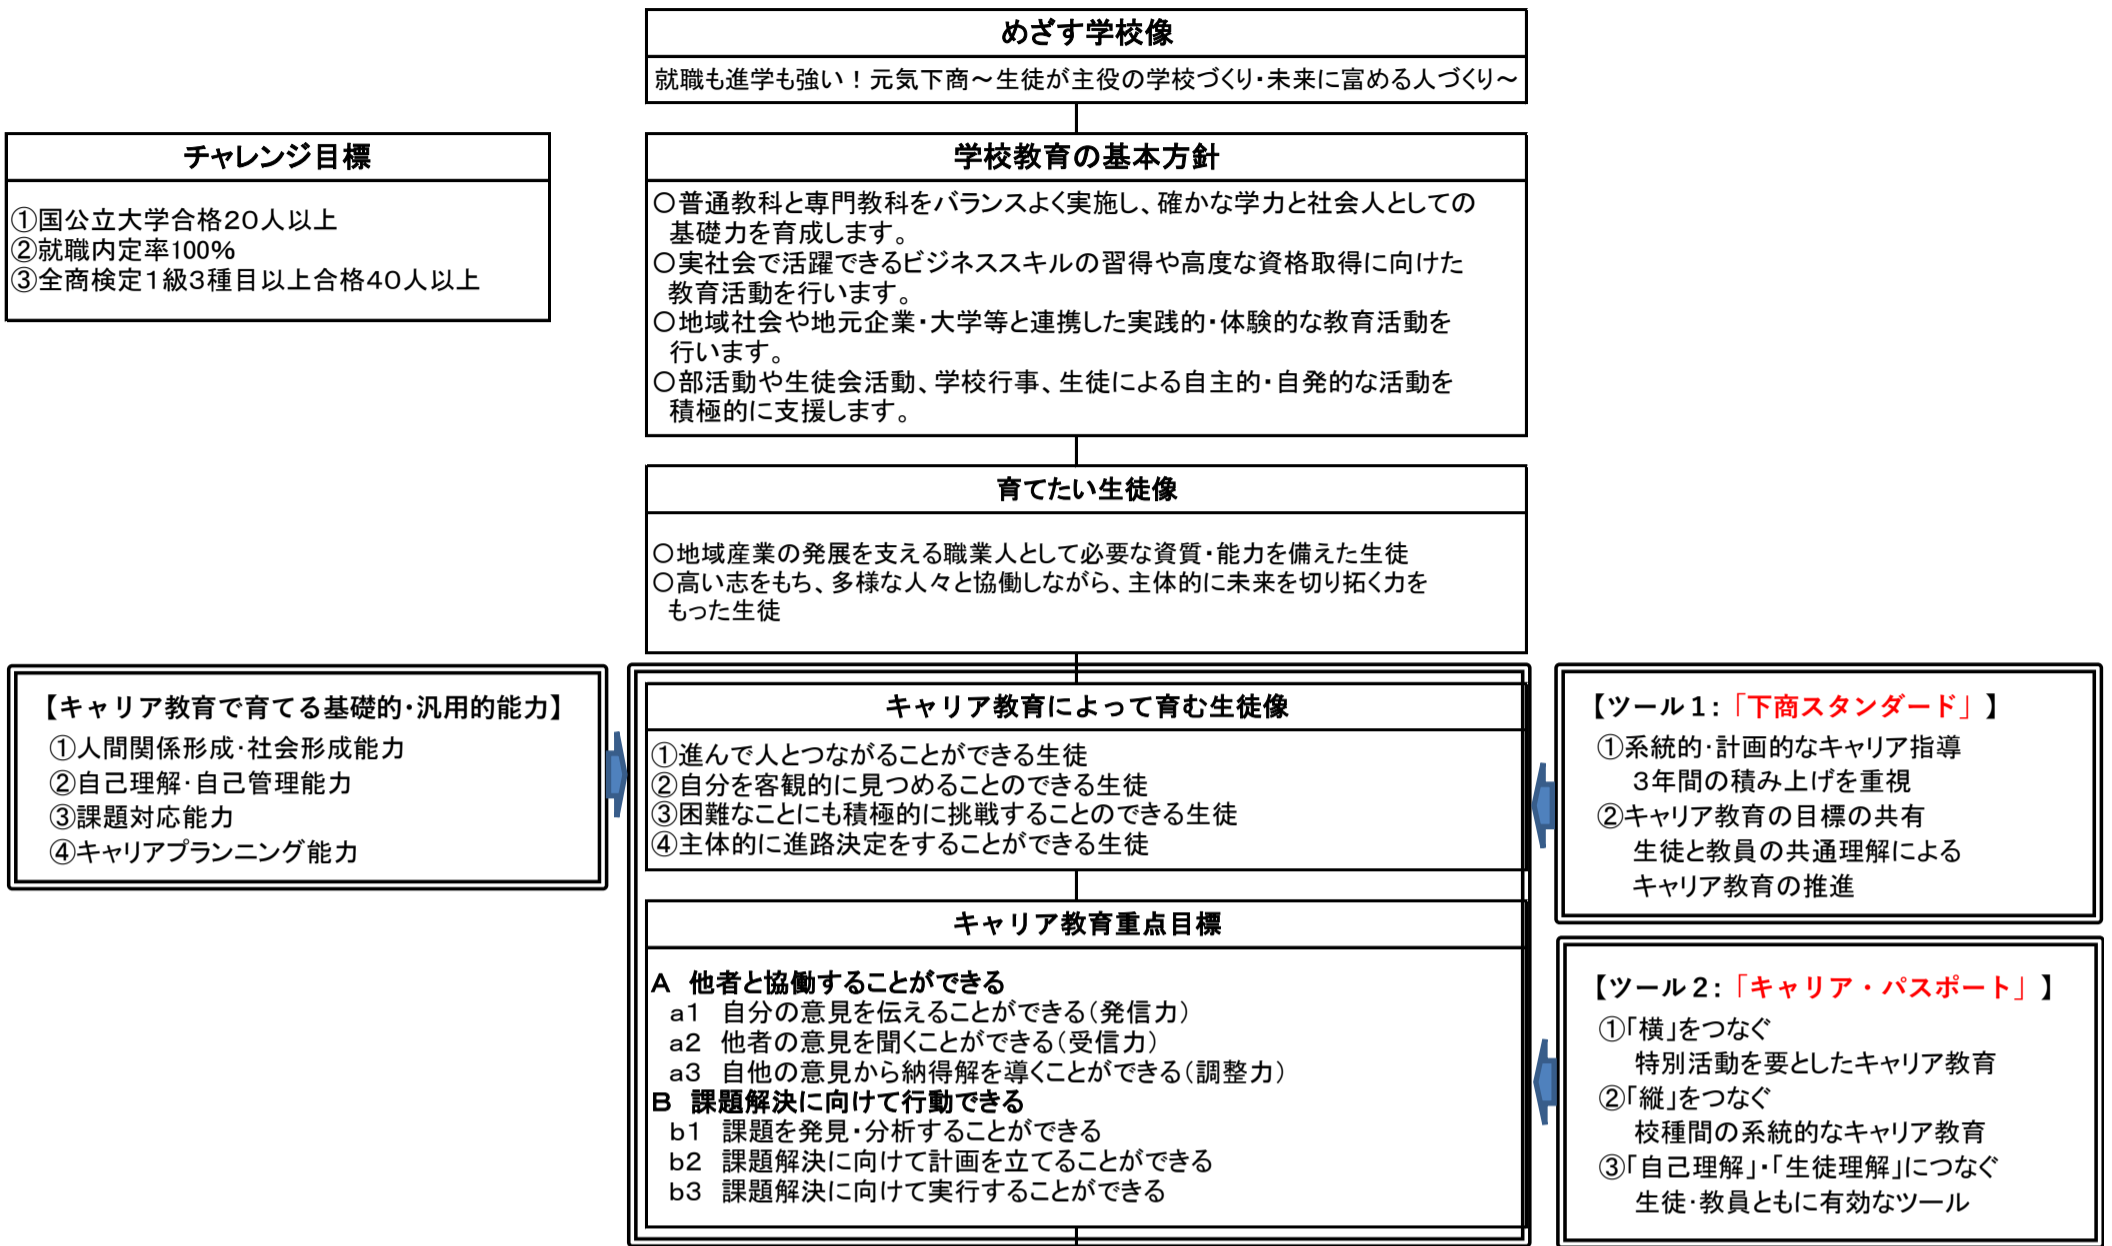 めざす学校像
就職も進学も強い！元気下商～生徒が主役の学校づくり・未来に富める人づくり～
チャレンジ目標
①国公立大学合格２０人以上
②就職内定率100％
③全商検定１級３種目以上合格４０人以上
学校教育の基本方針
○普通教科と専門教科をバランスよく実施し、確かな学力と社会人としての
基礎力を育成します。
○実社会で活躍できるビジネススキルの習得や高度な資格取得に向けた
教育活動を行います。
○地域社会や地元企業・大学等と連携した実践的・体験的な教育活動を
行います。
○部活動や生徒会活動、学校行事、生徒による自主的・自発的な活動を
積極的に支援します。
育てたい生徒像
○地域産業の発展を支える職業人として必要な資質・能力を備えた生徒
○高い志をもち、多様な人々と協働しながら、主体的に未来を切り拓く力を
もった生徒
【キャリア教育で育てる基礎的・汎用的能力】
①人間関係形成・社会形成能力
②自己理解・自己管理能力
③課題対応能力
④キャリアプランニング能力
キャリア教育によって育む生徒像
①進んで人とつながることができる生徒
②自分を客観的に見つめることのできる生徒
③困難なことにも積極的に挑戦することのできる生徒
④主体的に進路決定をすることができる生徒
キャリア教育重点目標
Ａ　他者と協働することができる
ａ１　自分の意見を伝えることができる（発信力）
ａ２　他者の意見を聞くことができる（受信力）
ａ３　自他の意見から納得解を導くことができる（調整力）
Ｂ　課題解決に向けて行動できる
ｂ１　課題を発見・分析することができる
ｂ２　課題解決に向けて計画を立てることができる
ｂ３　課題解決に向けて実行することができる
【ツール１：「下商スタンダード」】
①系統的・計画的なキャリア指導
３年間の積み上げを重視
②キャリア教育の目標の共有
生徒と教員の共通理解による
キャリア教育の推進
【ツール２：「キャリア・パスポート」】
①「横」をつなぐ
特別活動を要としたキャリア教育
②「縦」をつなぐ
校種間の系統的なキャリア教育
③「自己理解」・「生徒理解」につなぐ
生徒・教員ともに有効なツール